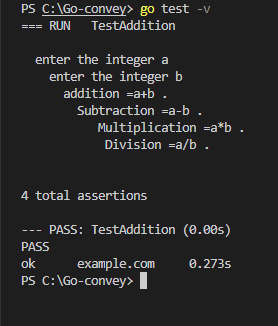 PS C:\Go-convey> go test -v
=== RUN   TestAddition
enter the integer a
enter the integer b
addition =a+b .
Subtraction =a-b .
Multiplication =a*b .
Division =a/b .
4 total assertions
--- PASS: TestAddition (0.00s)
PASS
ok      example.com     0.273s
PS C:\Go-convey>